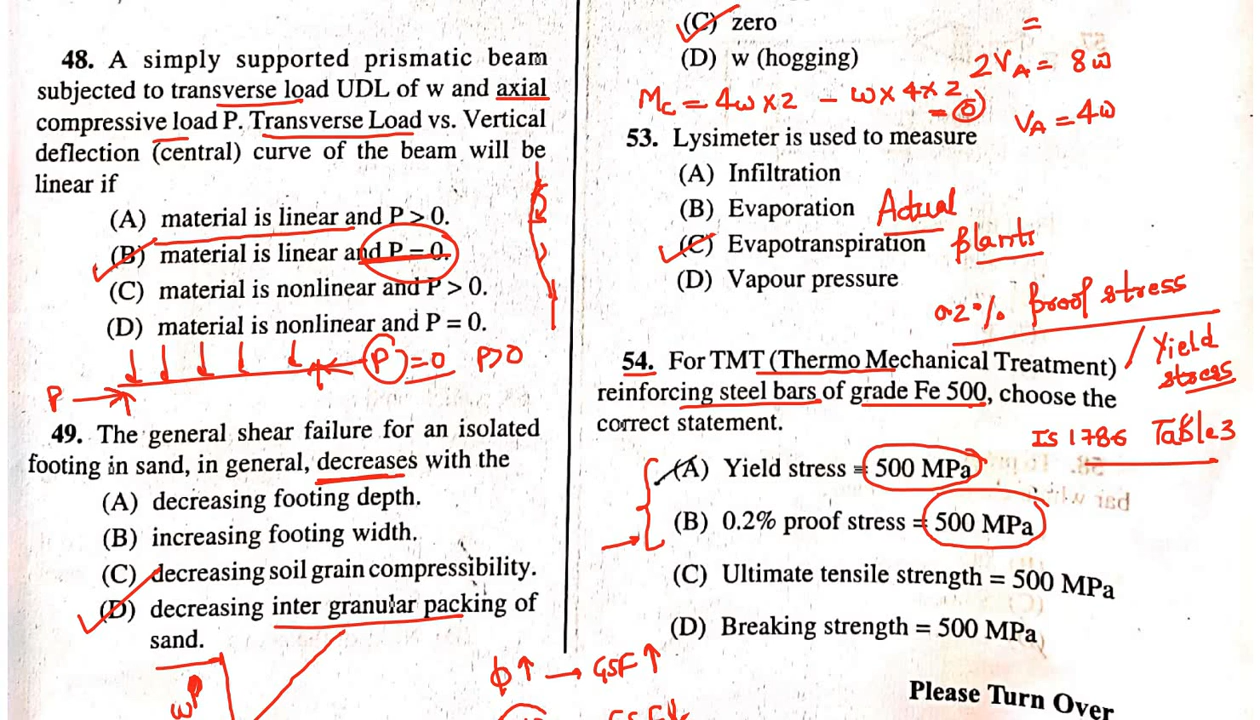 48. A simply supported prismatic beam
subjected to transverse load UDL of w and axial
compressive load P. Transverse Load vs. Vertical
deflection (central) curve of the beam will be
linear if
(A) material is linear and P > 0.
(B) material is linear and P = 0.
(C) material is nonlinear and P > 0.
(D) material is nonlinear and P = 0.
P
P = 0 P>0
49. The general shear failure for an isolated
footing in sand, in general, decreases with the
(A) decreasing footing depth.
(B) increasing footing width.
(C) decreasing soil grain compressibility.
(D) decreasing inter granular packing of
sand.
ϕ↑ → GSF↑
(C) zero
(D) w (hogging)
=
2VA = 8w
Mc = 4w×2 - w×4×2
= 0
VA = 4w
53. Lysimeter is used to measure
(A) Infiltration
(B) Evaporation Actual
(C) Evapotranspiration plants
(D) Vapour pressure
0.2% Proof stress
/ Yield
stress
54. For TMT (Thermo Mechanical Treatment)
reinforcing steel bars of grade Fe 500, choose the
correct statement.
IS 1786 Table 3
(A) Yield stress = 500 MPa
(B) 0.2% proof stress = 500 MPa
(C) Ultimate tensile strength = 500 MPa
(D) Breaking strength = 500 MPa
Please Turn Over